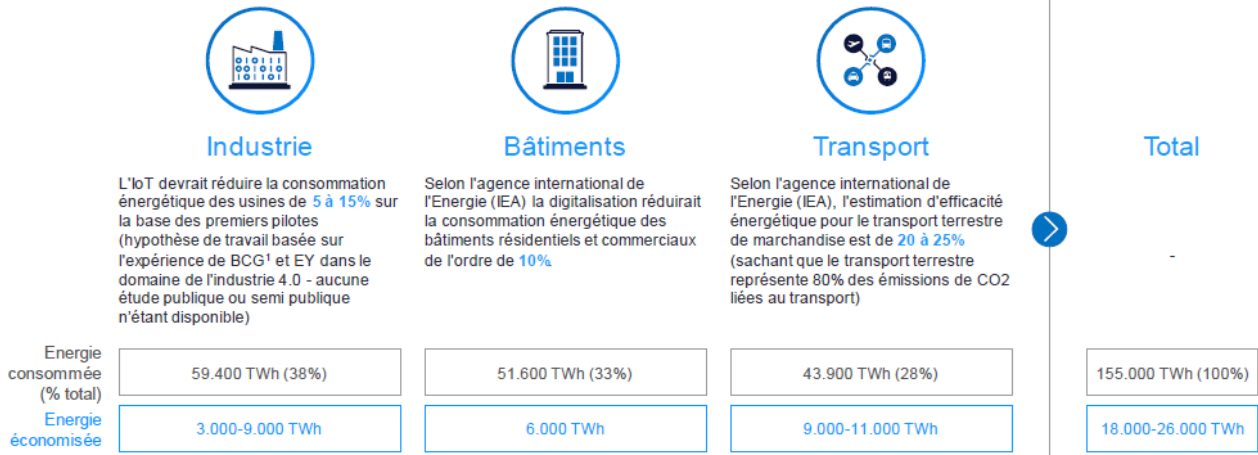 010111
001101
101101
Industrie
L'IoT devrait réduire la consommation
énergétique des usines de 5 à 15% sur
la base des premiers pilotes
(hypothèse de travail basée sur
l'expérience de BCG¹ et EY dans le
domaine de l'industrie 4.0 - aucune
étude publique ou semi publique
n'étant disponible)
Bâtiments
Selon l'agence international de
l'Energie (IEA) la digitalisation réduirait
la consommation énergétique des
bâtiments résidentiels et commerciaux
de l'ordre de 10%
Transport
Selon l'agence international de
l'Energie (IEA), l'estimation d'efficacité
énergétique pour le transport terrestre
de marchandise est de 20 à 25%
(sachant que le transport terrestre
représente 80% des émissions de CO2
liées au transport)
Total
-
Energie
consommée
(% total)
59.400 TWh (38%)
51.600 TWh (33%)
43.900 TWh (28%)
155.000 TWh (100%)
Energie
économisée
3.000-9.000 TWh
6.000 TWh
9.000-11.000 TWh
18.000-26.000 TWh